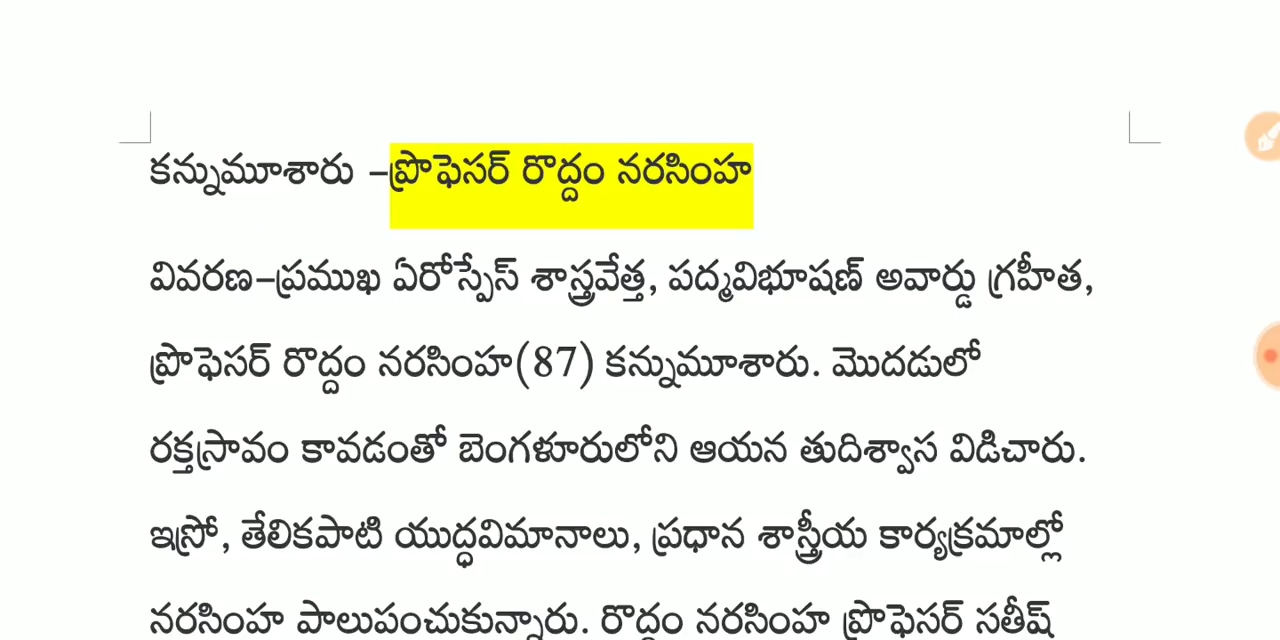 కన్నుమూశారు -ప్రొఫెసర్ రొద్దం నరసింహ
వివరణ-ప్రముఖ ఏరోస్పేస్ శాస్త్రవేత్త, పద్మవిభూషణ్ అవార్డు గ్రహీత,
ప్రొఫెసర్ రొద్దం నరసింహ(87) కన్నుమూశారు. మొదడులో
రక్తస్రావం కావడంతో బెంగళూరులోని ఆయన తుదిశ్వాస విడిచారు.
ఇస్రో, తేలికపాటి యుద్ధవిమానాలు, ప్రధాన శాస్త్రీయ కార్యక్రమాల్లో
నరసింహ పాలుపంచుకున్నారు. రొద్దం నరసింహ ప్రొఫెసర్ సతీష్